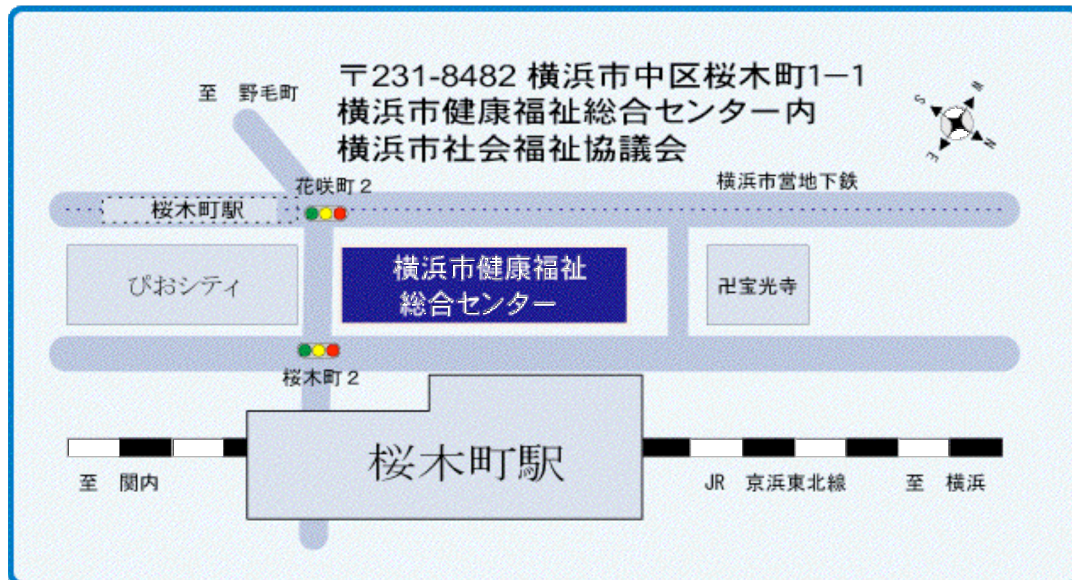 〒231-8482 横浜市中区桜木町1−1
横浜市健康福祉総合センター内
横浜市社会福祉協議会
至 野毛町
N
W
S
E
横浜市営地下鉄
花咲町2
桜木町駅
ぴおシティ
横浜市健康福祉
総合センター
卍宝光寺
桜木町2
桜木町駅
至 関内
JR 京浜東北線 至 横浜